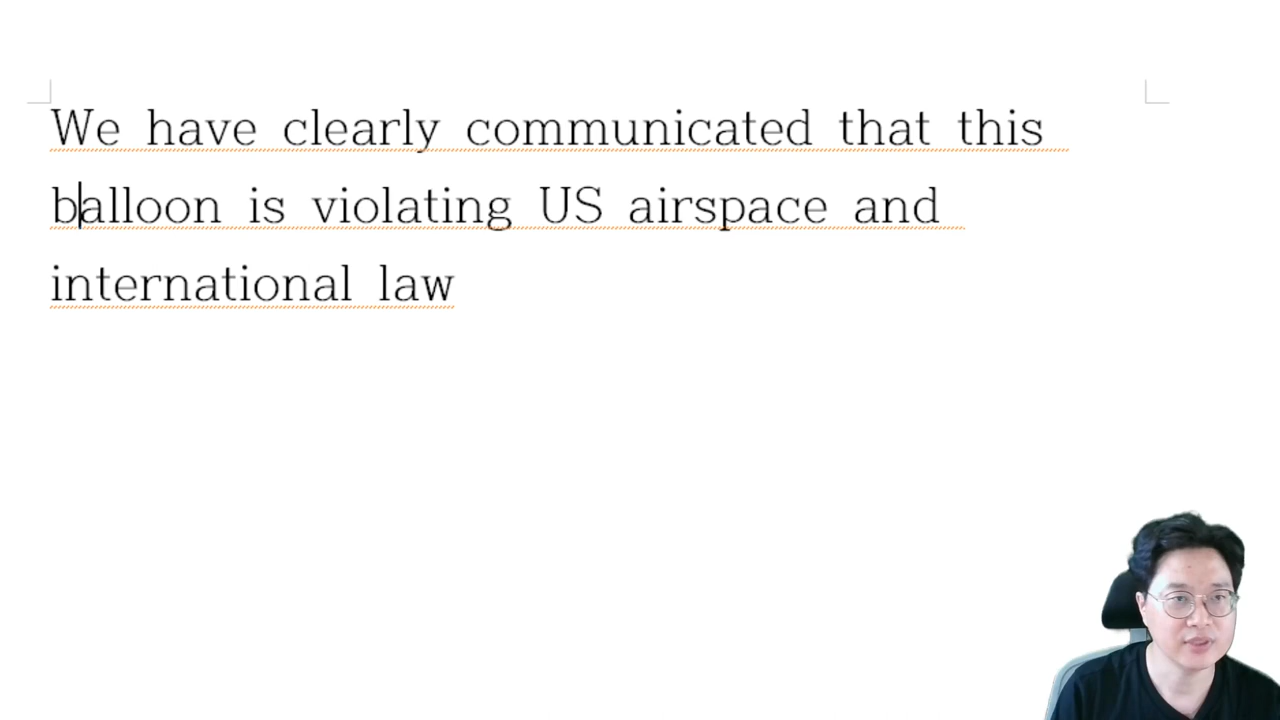 We have clearly communicated that this
balloon is violating US airspace and
international law